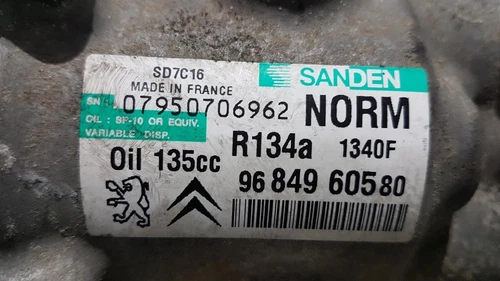 SD7C16
SANDEN
MADE IN FRANCE
SN 07950706962 NORM
OIL : SP-10 OR EQUIV.
VARIABLE DISP.
Oil 135cc R134a 1340F
96 849 605 80